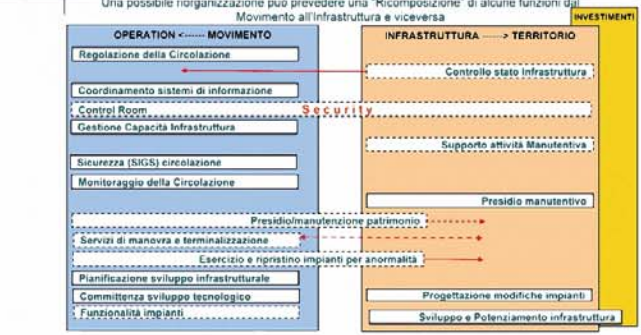 Una possibile riorganizzazione può prevedere una "Ricomposizione" di alcune funzioni dal
Movimento all'Infrastruttura e viceversa
INVESTIMENTI
OPERATION <------ MOVIMENTO
INFRASTRUTTURA ------> TERRITORIO
Regolazione della Circolazione
Controllo stato Infrastruttura
Coordinamento sistemi di informazione
Control Room
Security
Gestione Capacità Infrastruttura
Supporto attività Manutentiva
Sicurezza (SIGS) circolazione
Monitoraggio della Circolazione
Presidio manutentivo
Presidio/manutenzione patrimonio
Servizi di manovra e terminalizzazione
Esercizio e ripristino impianti per anormalità
Pianificazione sviluppo infrastrutturale
Committenza sviluppo tecnologico
Progettazione modifiche impianti
Funzionalità impianti
Sviluppo e Potenziamento infrastruttura